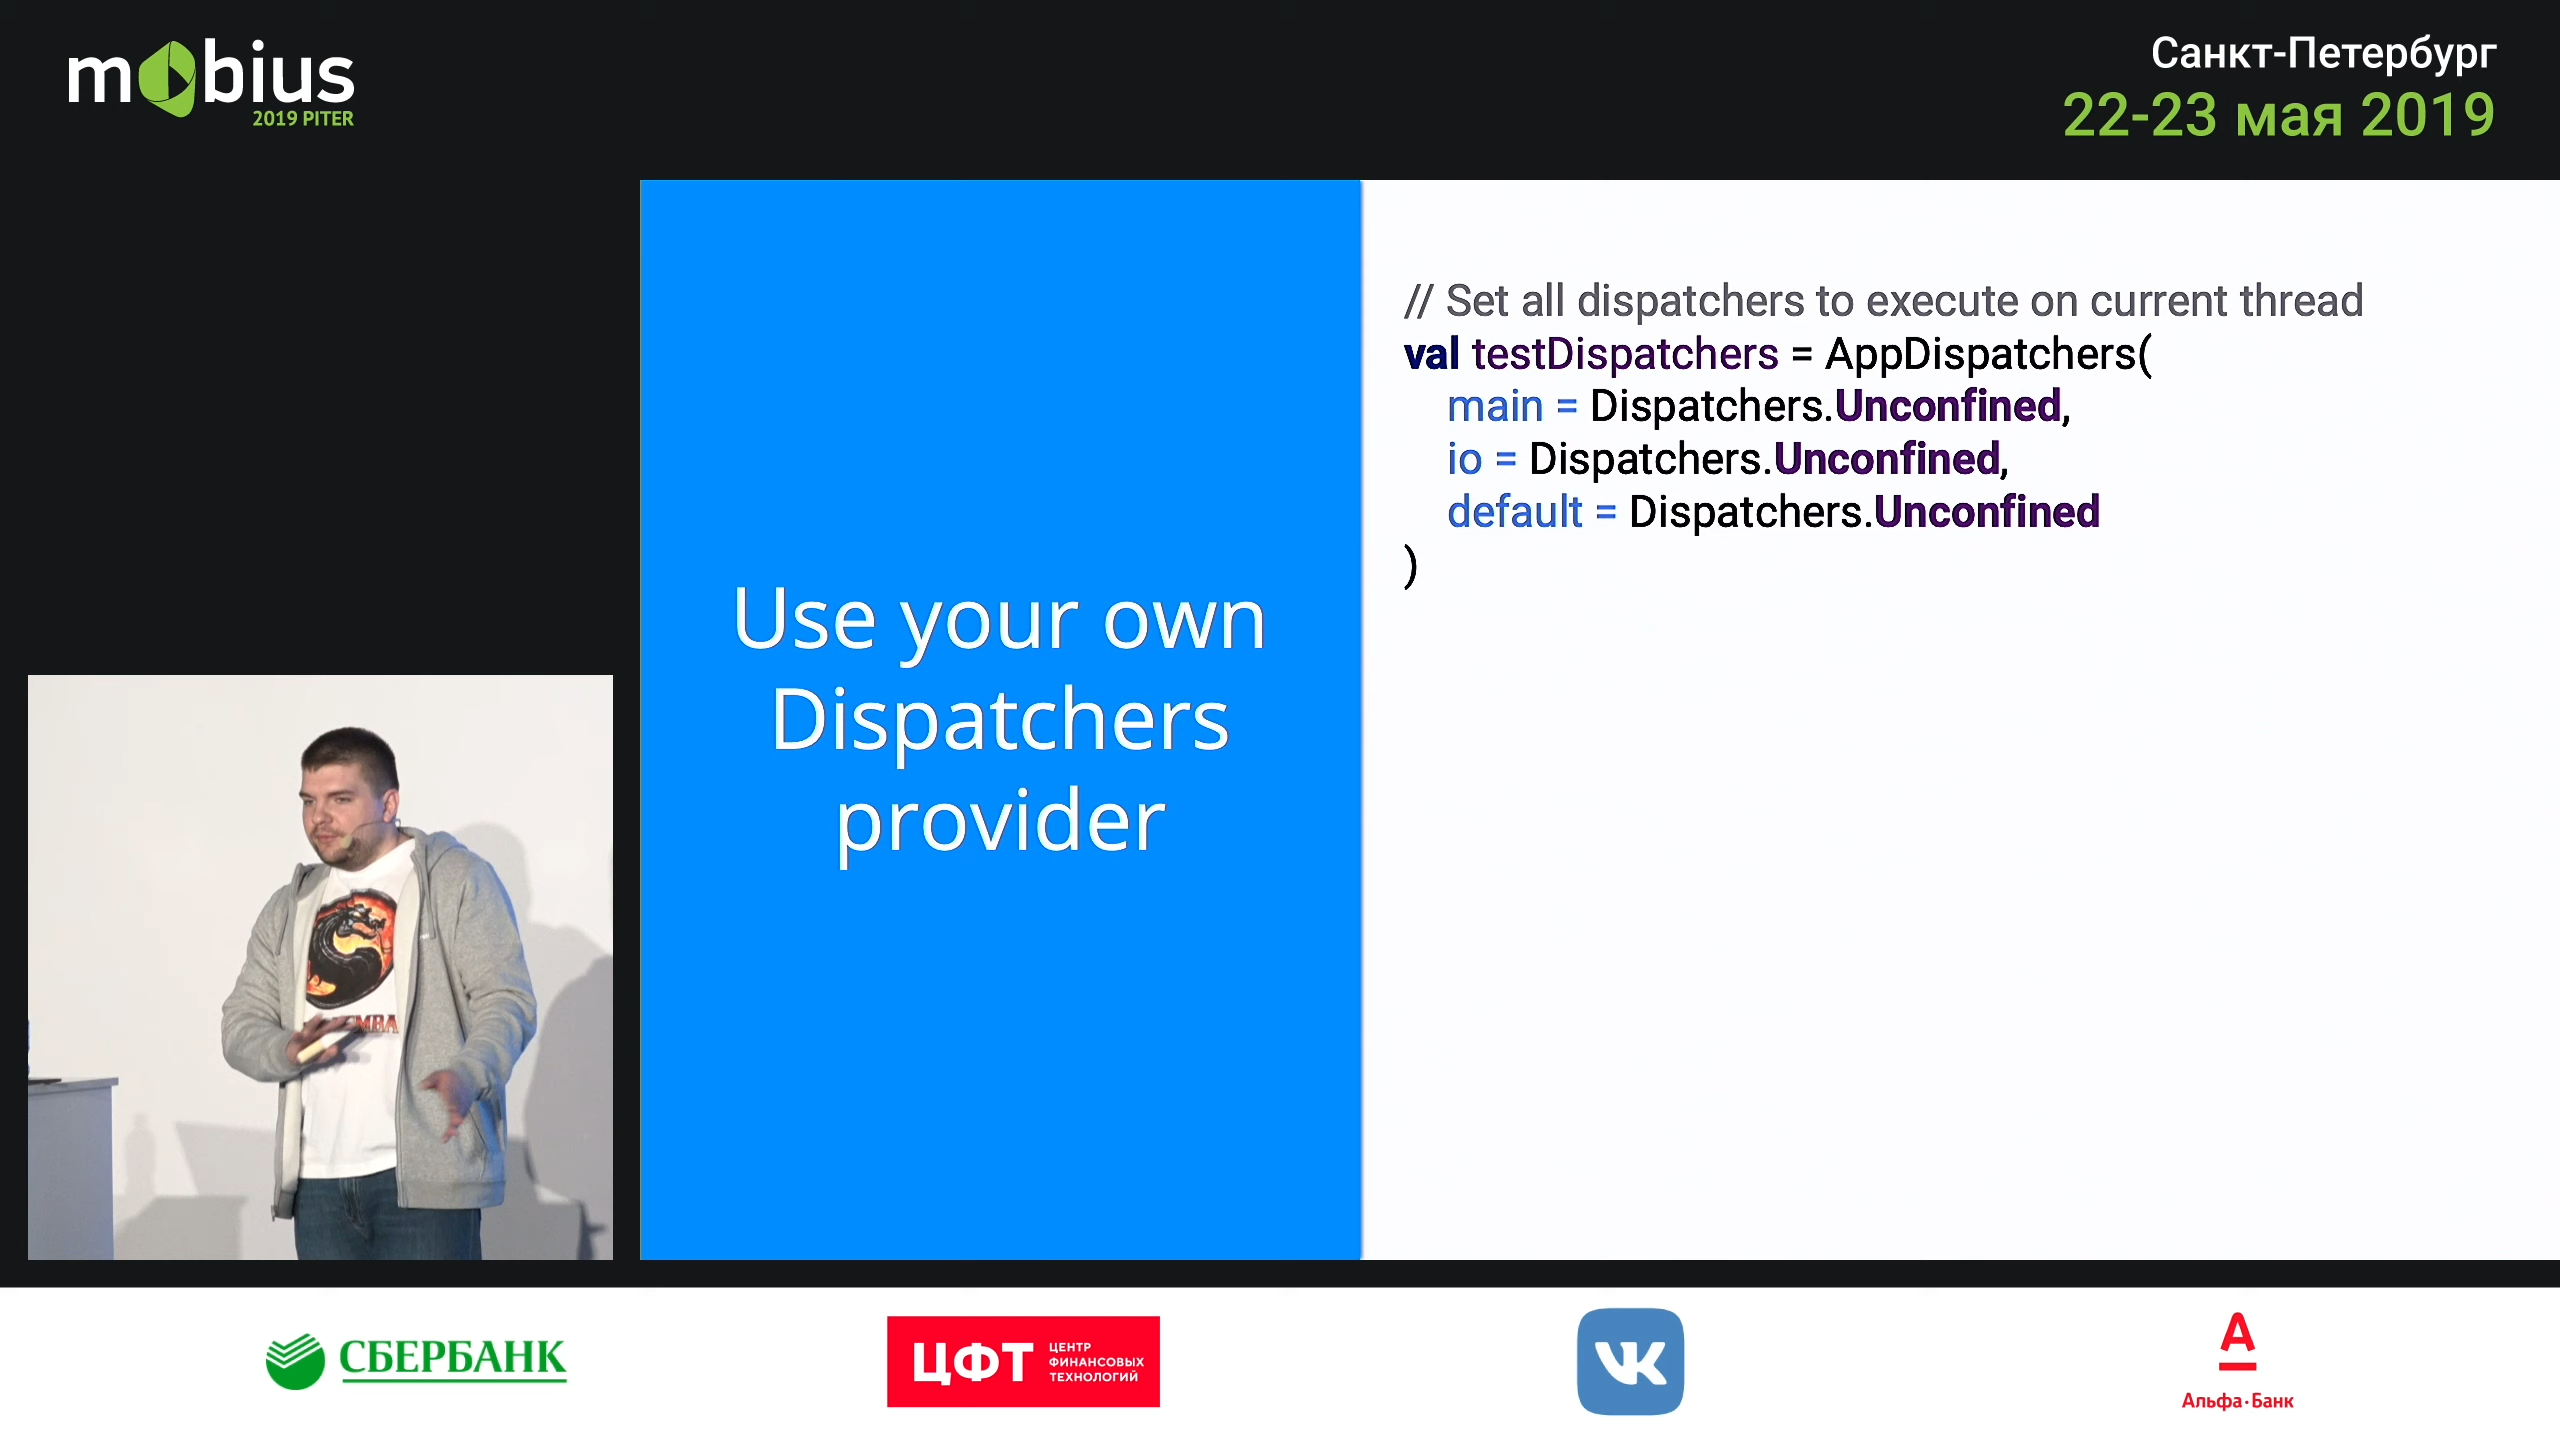 mobius
2019 PITER
Санкт-Петербург
22-23 мая 2019
Use your own
Dispatchers
provider
// Set all dispatchers to execute on current thread
val testDispatchers = AppDispatchers(
main = Dispatchers.Unconfined,
io = Dispatchers.Unconfined,
default = Dispatchers.Unconfined
)
СБЕРБАНК
ЦФТ
ЦЕНТР
ФИНАНСОВЫХ
ТЕХНОЛОГИЙ
VK
А
Альфа·Банк